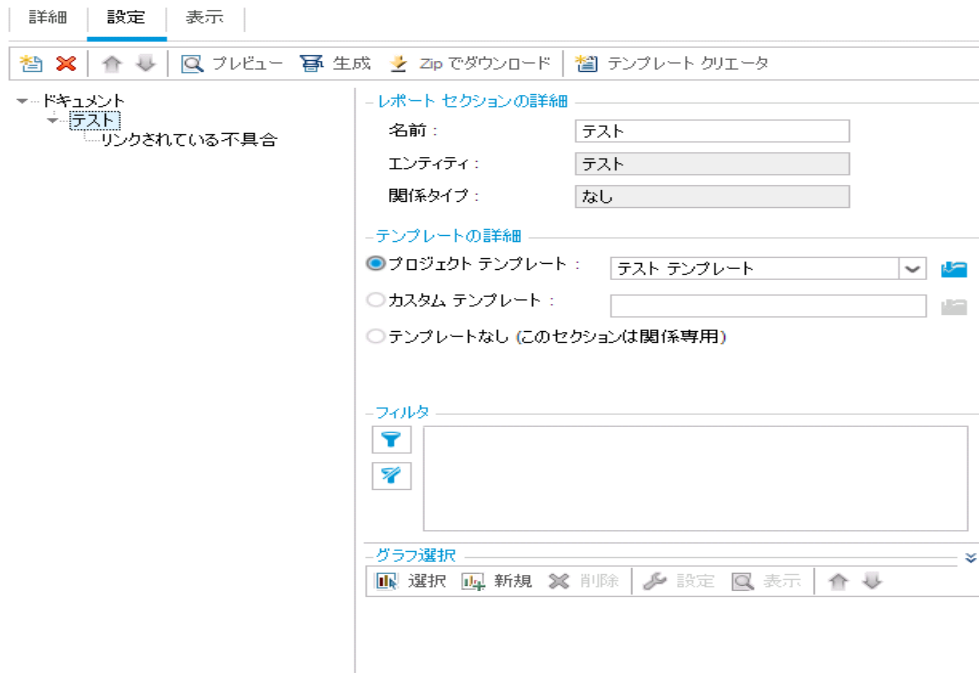 詳細 設定 表示
プレビュー 生成 Zip でダウンロード テンプレート クリエータ
ドキュメント
テスト
リンクされている不具合
レポート セクションの詳細
名前 : テスト
エンティティ : テスト
関係タイプ : なし
テンプレートの詳細
プロジェクト テンプレート : テスト テンプレート
カスタム テンプレート :
テンプレートなし (このセクションは関係専用)
フィルタ
グラフ選択
選択 新規 削除 設定 表示